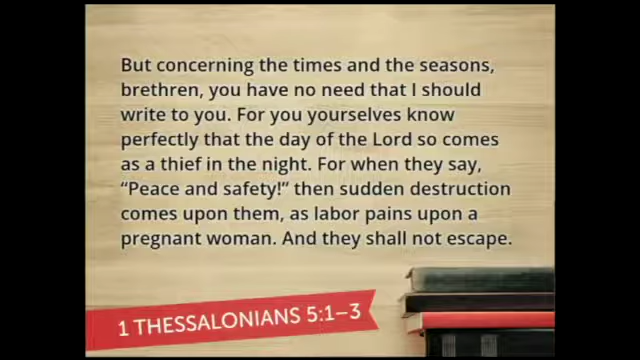 But concerning the times and the seasons,
brethren, you have no need that I should
write to you. For you yourselves know
perfectly that the day of the Lord so comes
as a thief in the night. For when they say,
“Peace and safety!” then sudden destruction
comes upon them, as labor pains upon a
pregnant woman. And they shall not escape.
1 THESSALONIANS 5:1–3